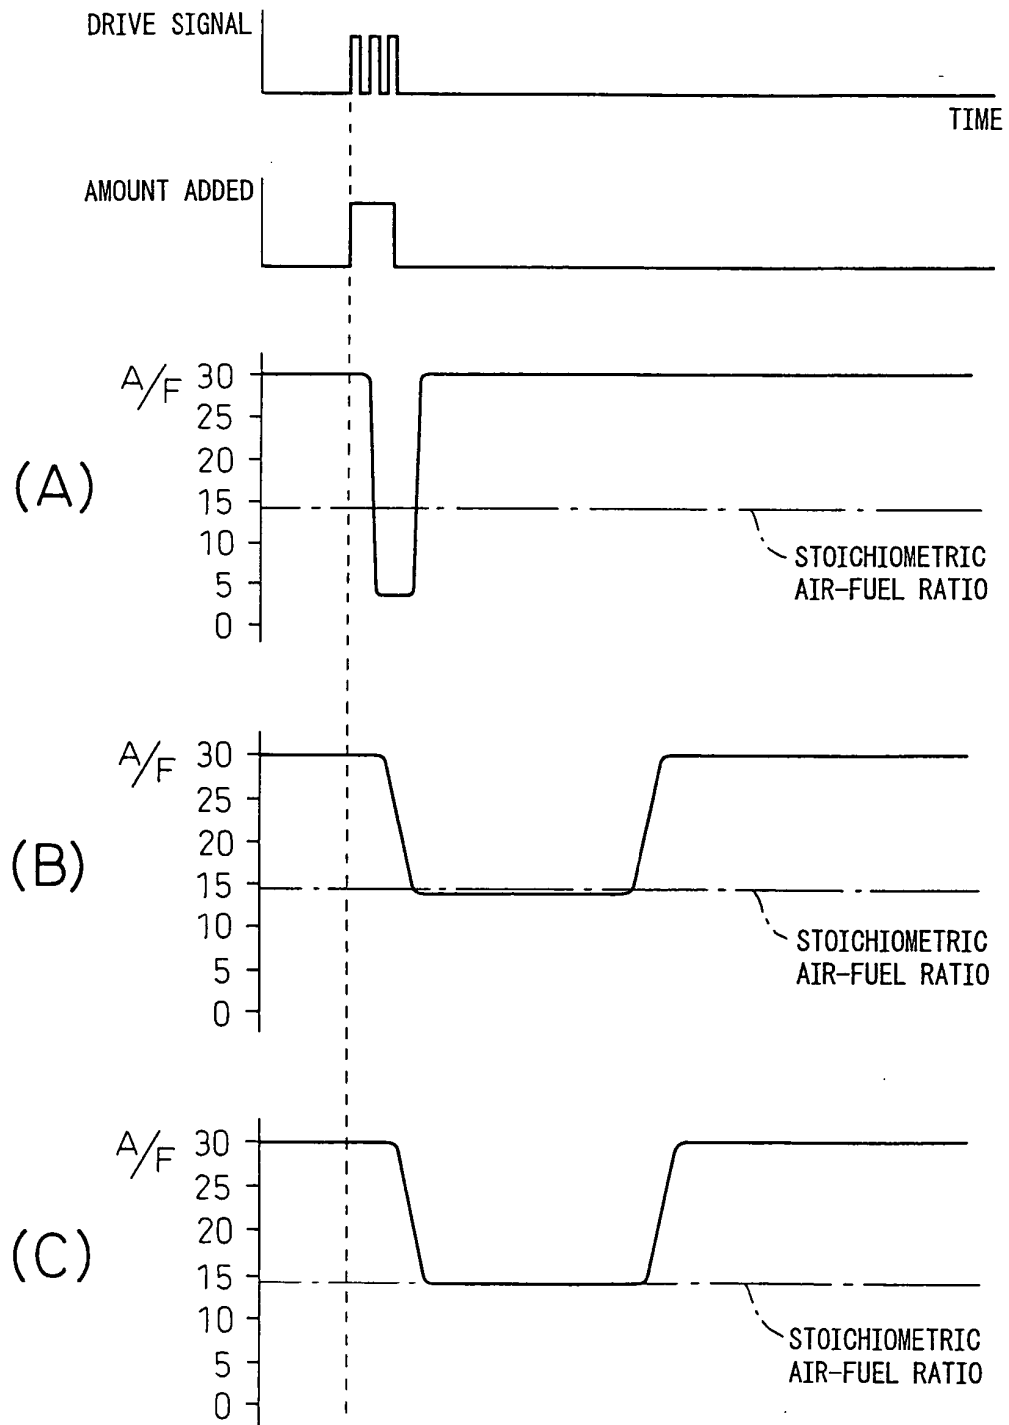 DRIVE SIGNAL
TIME
AMOUNT ADDED
(A)
A/F
30
25
20
15
10
5
0
STOICHIOMETRIC
AIR-FUEL RATIO
(B)
A/F
30
25
20
15
10
5
0
STOICHIOMETRIC
AIR-FUEL RATIO
(C)
A/F
30
25
20
15
10
5
0
STOICHIOMETRIC
AIR-FUEL RATIO